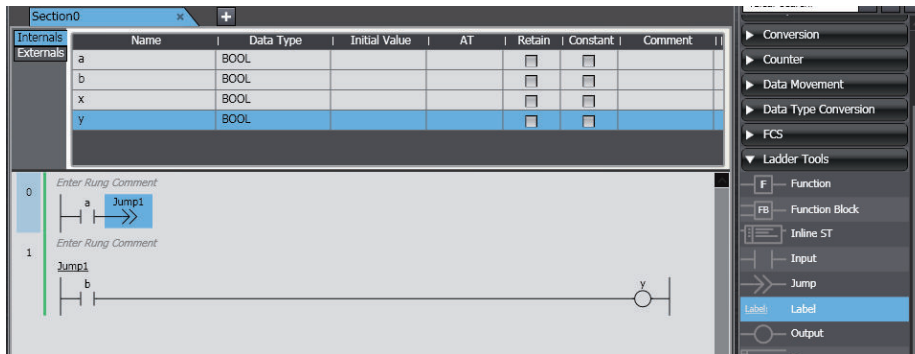 Section0 × +
Internals
Externals
Name Data Type Initial Value AT Retain Constant Comment
a BOOL
b BOOL
x BOOL
y BOOL
0
Enter Rung Comment
a Jump1
1
Enter Rung Comment
Jump1
b y
Conversion
Counter
Data Movement
Data Type Conversion
FCS
Ladder Tools
F Function
FB Function Block
Inline ST
Input
Jump
Label: Label
Output